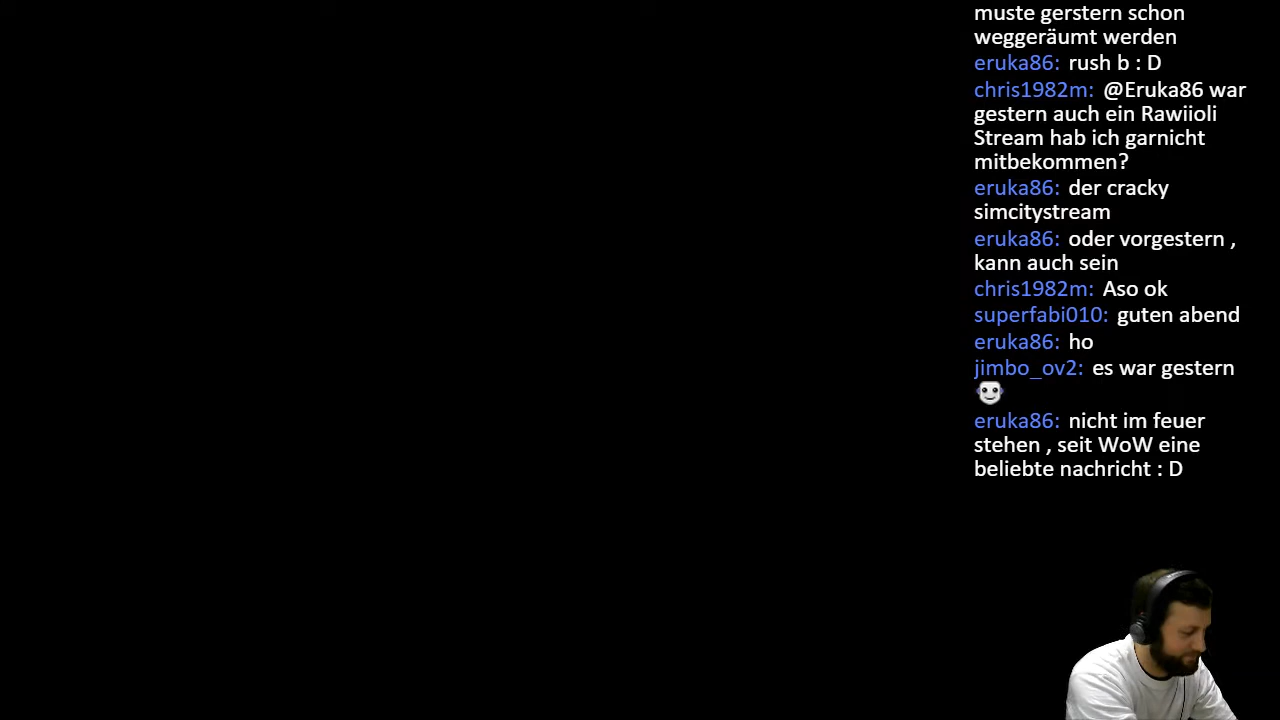 muste gerstern schon
weggeräumt werden
eruka86: rush b : D
chris1982m: @Eruka86 war
gestern auch ein Rawiioli
Stream hab ich garnicht
mitbekommen?
eruka86: der cracky
simcitystream
eruka86: oder vorgestern ,
kann auch sein
chris1982m: Aso ok
superfabi010: guten abend
eruka86: ho
jimbo_ov2: es war gestern
eruka86: nicht im feuer
stehen , seit WoW eine
beliebte nachricht : D